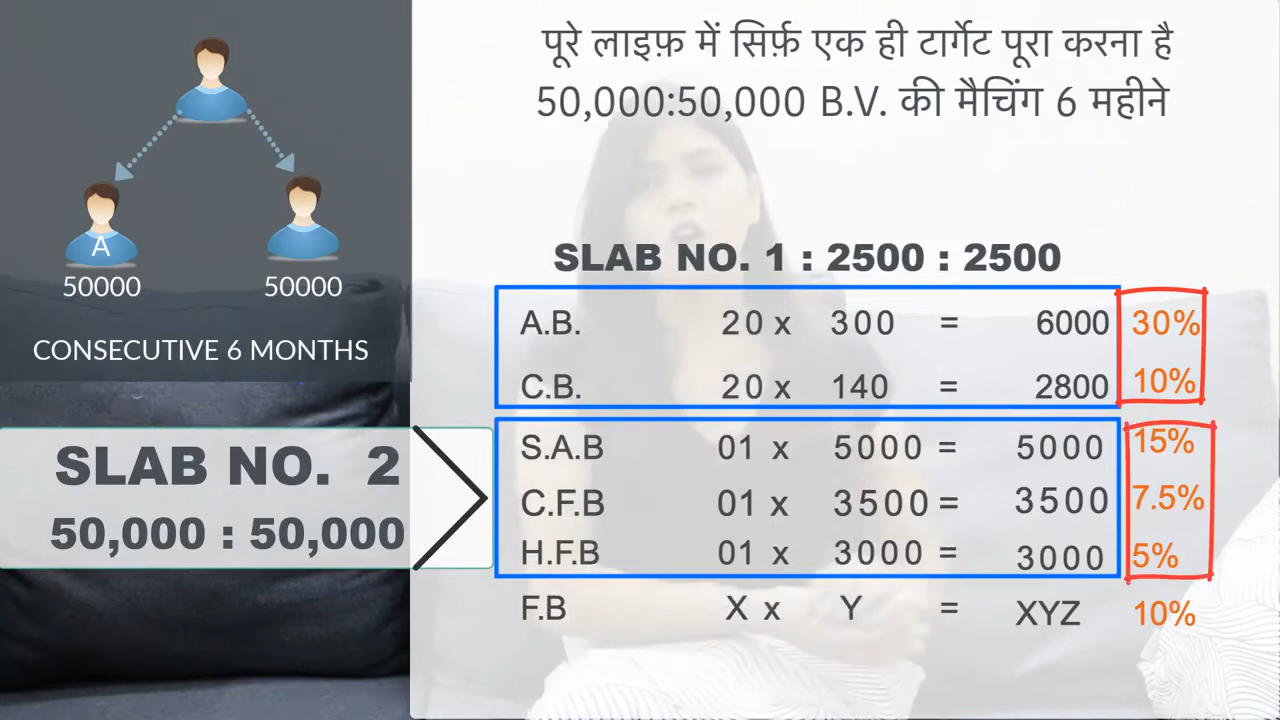 पूरे लाइफ़ में सिर्फ़ एक ही टार्गेट पूरा करना है
50,000:50,000 B.V. की मैचिंग 6 महीने
A
50000 50000
CONSECUTIVE 6 MONTHS
SLAB NO. 2
50,000 : 50,000
SLAB NO. 1 : 2500 : 2500
A.B. 20 x 300 = 6000 30%
C.B. 20 x 140 = 2800 10%
S.A.B 01 x 5000 = 5000 15%
C.F.B 01 x 3500 = 3500 7.5%
H.F.B 01 x 3000 = 3000 5%
F.B X x Y = XYZ 10%